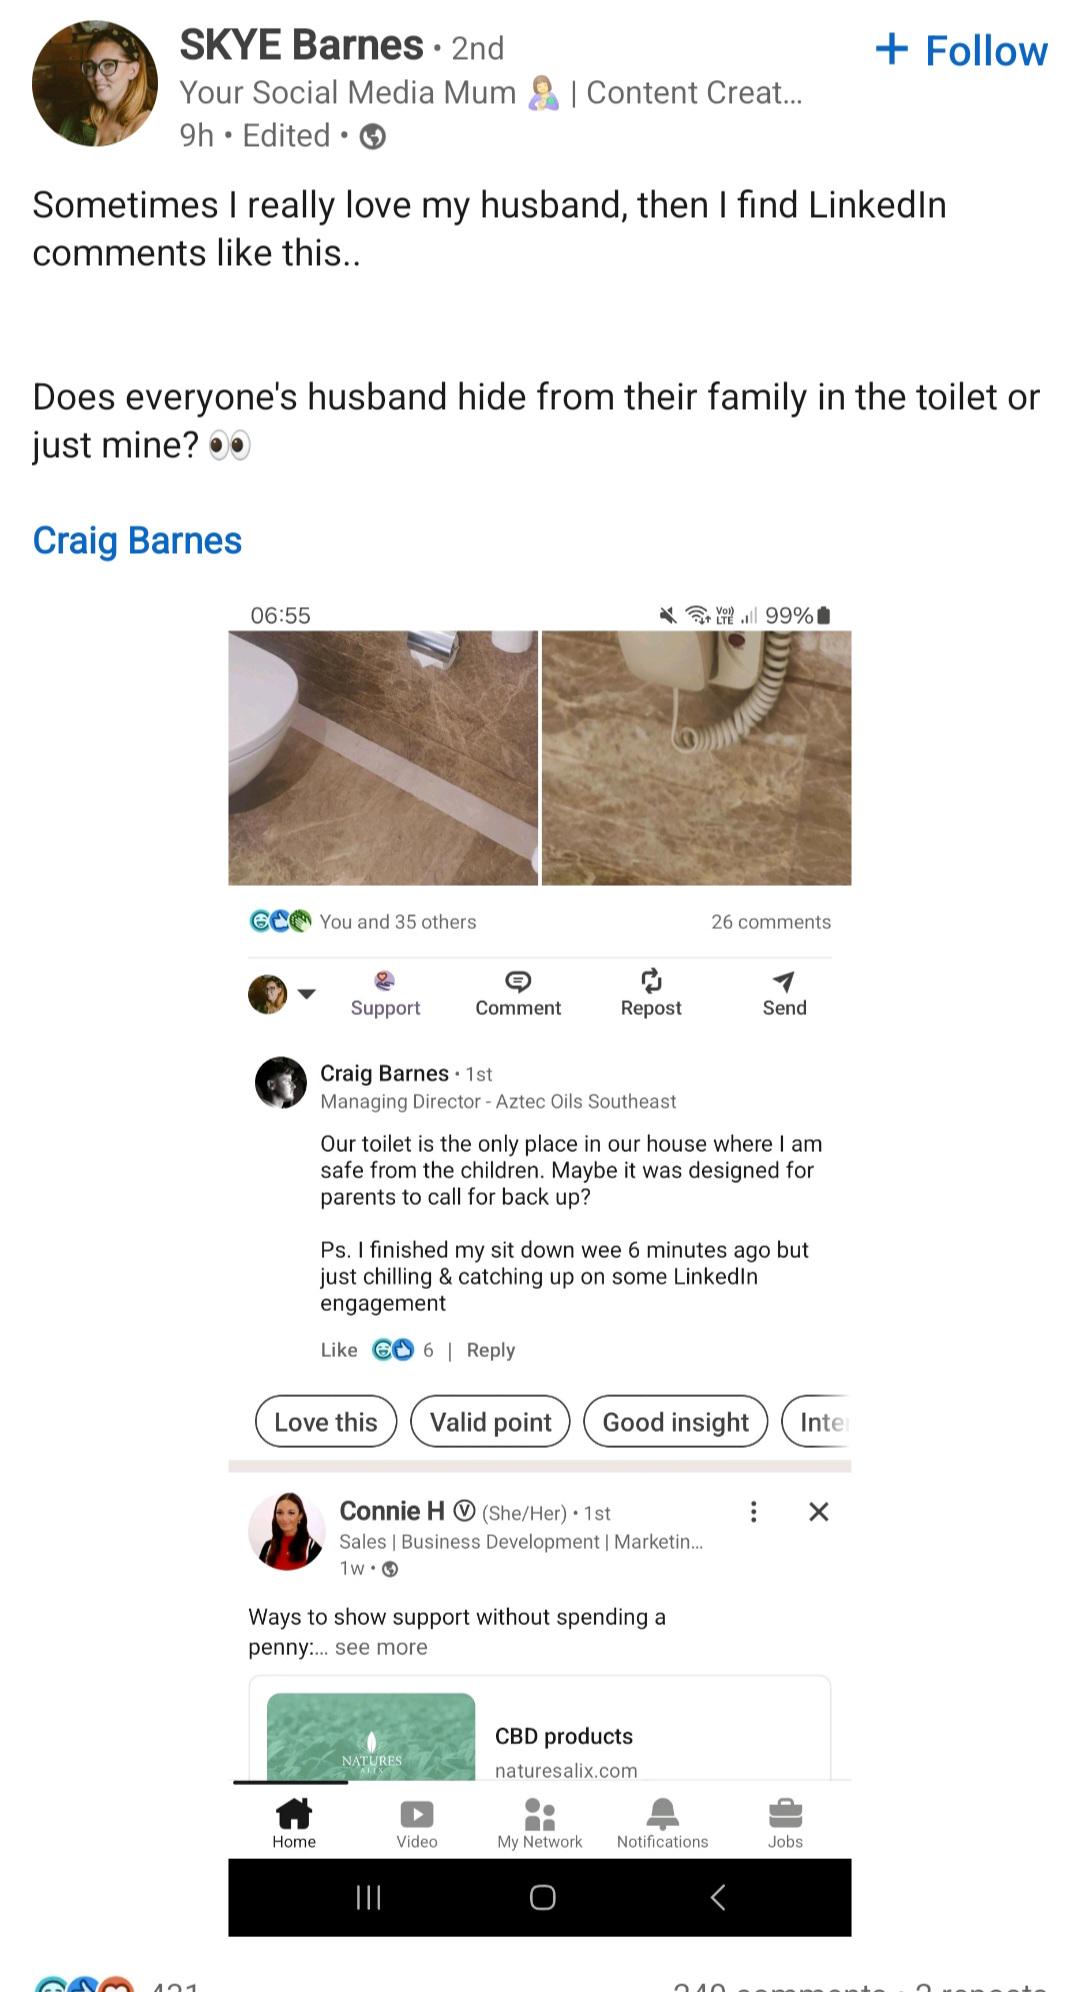 SKYE Barnes • 2nd
+ Follow
Your Social Media Mum 🤱 | Content Creat...
9h • Edited •
Sometimes I really love my husband, then I find LinkedIn
comments like this..
Does everyone's husband hide from their family in the toilet or
just mine? 👀
Craig Barnes
06:55
Vo)) LTE 99%
You and 35 others
26 comments
Support
Comment
Repost
Send
Craig Barnes • 1st
Managing Director - Aztec Oils Southeast
Our toilet is the only place in our house where I am
safe from the children. Maybe it was designed for
parents to call for back up?
Ps. I finished my sit down wee 6 minutes ago but
just chilling & catching up on some LinkedIn
engagement
Like 6 | Reply
Love this
Valid point
Good insight
Inte
Connie H Ⓥ (She/Her) • 1st
Sales | Business Development | Marketin...
1w •
Ways to show support without spending a
penny:... see more
NATURES
ALIX
CBD products
naturesalix.com
Home
Video
My Network
Notifications
Jobs
comments • 2 reposts